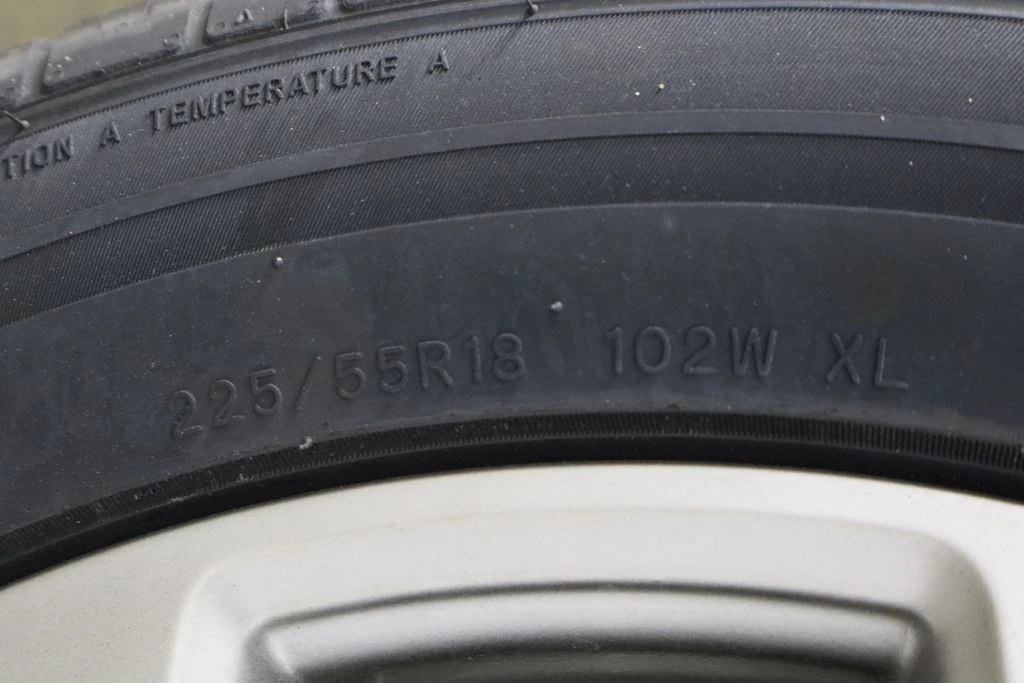 TION A TEMPERATURE A
225/55R18 102W XL